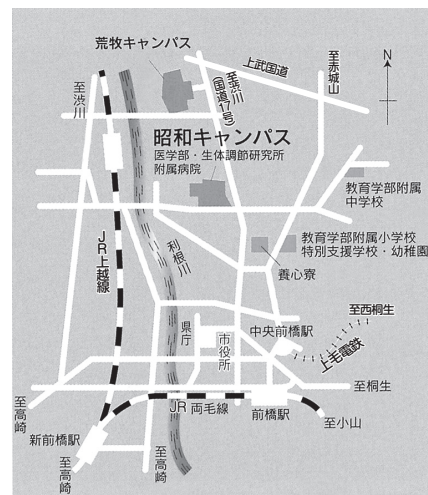 荒牧キャンパス
至渋川
至渋川
(国道17号)
上武国道
至赤城山
N
昭和キャンパス
医学部・生体調節研究所
附属病院
教育学部附属
中学校
教育学部附属小学校
特別支援学校・幼稚園
養心寮
JR上越線
利根川
県庁
市役所
中央前橋駅
至西桐生
上毛電鉄
至桐生
至高崎
JR 両毛線
前橋駅
至小山
新前橋駅
至高崎
至高崎